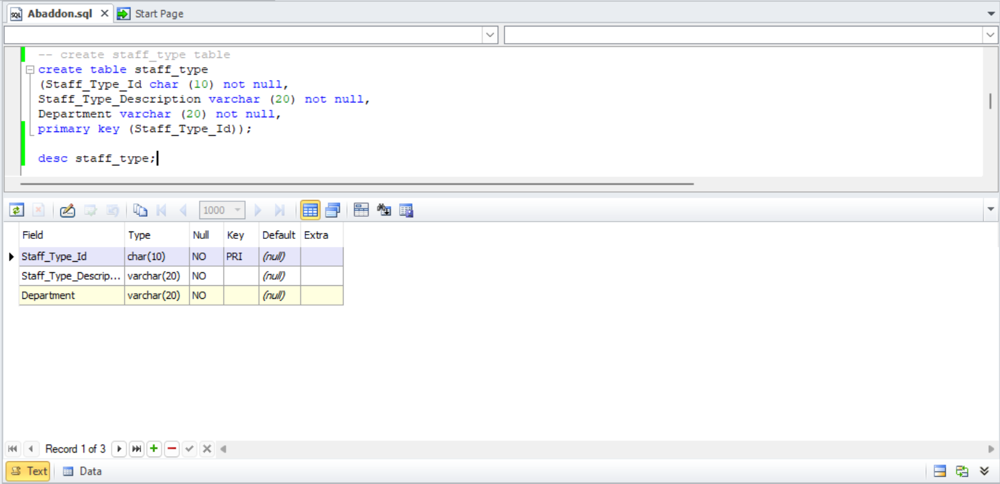 Abaddon.sql Start Page
-- create staff_type table
create table staff_type
(Staff_Type_Id char (10) not null,
Staff_Type_Description varchar (20) not null,
Department varchar (20) not null,
primary key (Staff_Type_Id));
desc staff_type;
1000
Field Type Null Key Default Extra
Staff_Type_Id char(10) NO PRI (null)
Staff_Type_Descrip... varchar(20) NO (null)
Department varchar(20) NO (null)
Record 1 of 3
Text Data